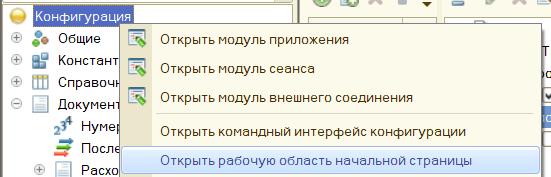 Конфигурация
Общие
Констант
Справочн
Документ
Нумер
После
Расхо
Открыть модуль приложения
Открыть модуль сеанса
Открыть модуль внешнего соединения
Открыть командный интерфейс конфигурации
Открыть рабочую область начальной страницы